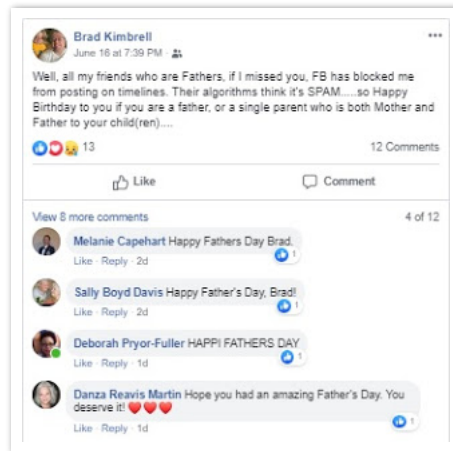 Brad Kimbrell
June 16 at 7:39 PM
Well, all my friends who are Fathers, if I missed you, FB has blocked me
from posting on timelines. Their algorithms think it's SPAM.....so Happy
Birthday to you if you are a father, or a single parent who is both Mother and
Father to your child(ren)....
13
12 Comments
Like
Comment
View 8 more comments
4 of 12
Melanie Capehart Happy Fathers Day Brad.
1
Like · Reply · 2d
Sally Boyd Davis Happy Father's Day, Brad!
1
Like · Reply · 2d
Deborah Pryor-Fuller HAPPI FATHERS DAY
1
Like · Reply · 1d
Danza Reavis Martin Hope you had an amazing Father's Day. You
deserve it! ❤️❤️❤️
1
Like · Reply · 1d